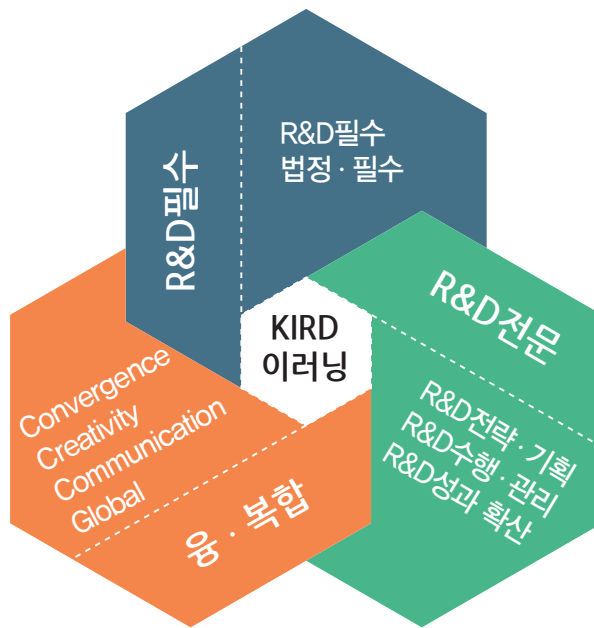 R&D필수
R&D필수
법정 · 필수
R&D전문
R&D전략 · 기획
R&D수행 · 관리
R&D성과 확산
KIRD
이러닝
Convergence
Creativity
Communication
Global
융 · 복합